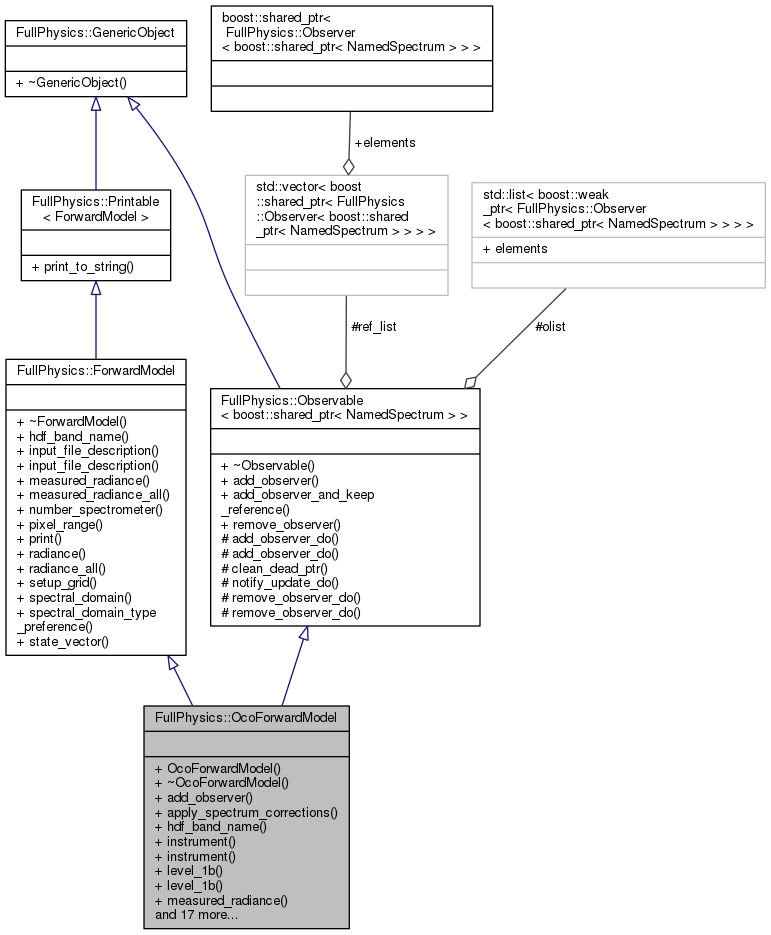 FullPhysics::GenericObject
+ ~GenericObject()
boost::shared_ptr<
FullPhysics::Observer
< boost::shared_ptr< NamedSpectrum > > >
+elements
FullPhysics::Printable
< ForwardModel >
+ print_to_string()
std::vector< boost
::shared_ptr< FullPhysics
::Observer< boost::shared
_ptr< NamedSpectrum > > > >
std::list< boost::weak
_ptr< FullPhysics::Observer
< boost::shared_ptr< NamedSpectrum > > > >
+ elements
#ref_list
#olist
FullPhysics::ForwardModel
+ ~ForwardModel()
+ hdf_band_name()
+ input_file_description()
+ input_file_description()
+ measured_radiance()
+ measured_radiance_all()
+ number_spectrometer()
+ pixel_range()
+ print()
+ radiance()
+ radiance_all()
+ setup_grid()
+ spectral_domain()
+ spectral_domain_type
_preference()
+ state_vector()
FullPhysics::Observable
< boost::shared_ptr< NamedSpectrum > >
+ ~Observable()
+ add_observer()
+ add_observer_and_keep
_reference()
+ remove_observer()
# add_observer_do()
# add_observer_do()
# clean_dead_ptr()
# notify_update_do()
# remove_observer_do()
# remove_observer_do()
FullPhysics::OcoForwardModel
+ OcoForwardModel()
+ ~OcoForwardModel()
+ add_observer()
+ apply_spectrum_corrections()
+ hdf_band_name()
+ instrument()
+ instrument()
+ level_1b()
+ level_1b()
+ measured_radiance()
and 17 more...